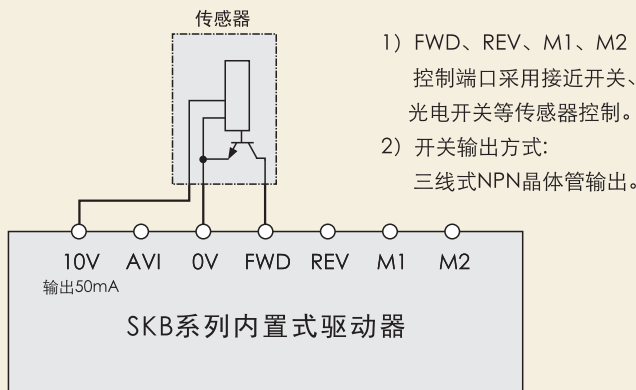 传感器
1）FWD、REV、M1、M2
控制端口采用接近开关、
光电开关等传感器控制。
2）开关输出方式:
三线式NPN晶体管输出。
10V AVI 0V FWD REV M1 M2
输出50mA
SKB系列内置式驱动器